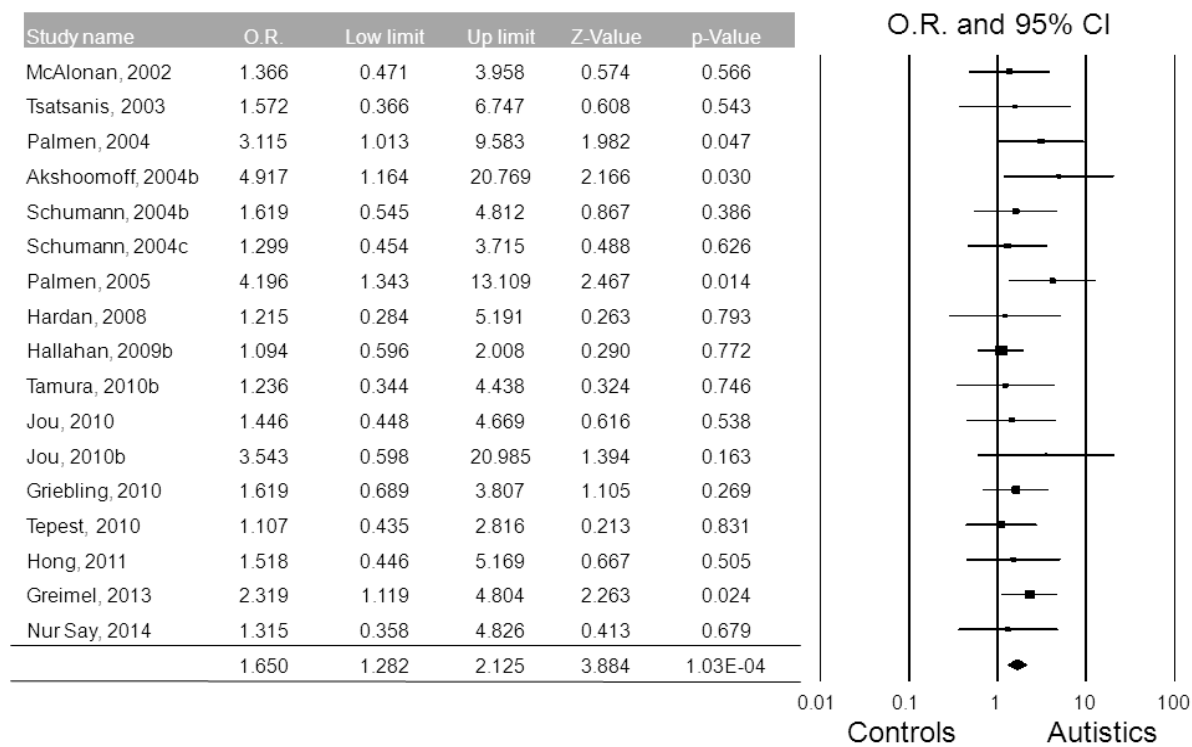 O.R. and 95% CI
Study name O.R. Low limit Up limit Z-Value p-Value
McAlonan, 2002 1.366 0.471 3.958 0.574 0.566
Tsatsanis, 2003 1.572 0.366 6.747 0.608 0.543
Palmen, 2004 3.115 1.013 9.583 1.982 0.047
Akshoomoff, 2004b 4.917 1.164 20.769 2.166 0.030
Schumann, 2004b 1.619 0.545 4.812 0.867 0.386
Schumann, 2004c 1.299 0.454 3.715 0.488 0.626
Palmen, 2005 4.196 1.343 13.109 2.467 0.014
Hardan, 2008 1.215 0.284 5.191 0.263 0.793
Hallahan, 2009b 1.094 0.596 2.008 0.290 0.772
Tamura, 2010b 1.236 0.344 4.438 0.324 0.746
Jou, 2010 1.446 0.448 4.669 0.616 0.538
Jou, 2010b 3.543 0.598 20.985 1.394 0.163
Griebling, 2010 1.619 0.689 3.807 1.105 0.269
Tepest, 2010 1.107 0.435 2.816 0.213 0.831
Hong, 2011 1.518 0.446 5.169 0.667 0.505
Greimel, 2013 2.319 1.119 4.804 2.263 0.024
Nur Say, 2014 1.315 0.358 4.826 0.413 0.679
1.650 1.282 2.125 3.884 1.03E-04
0.01 0.1 1 10 100
Controls Autistics